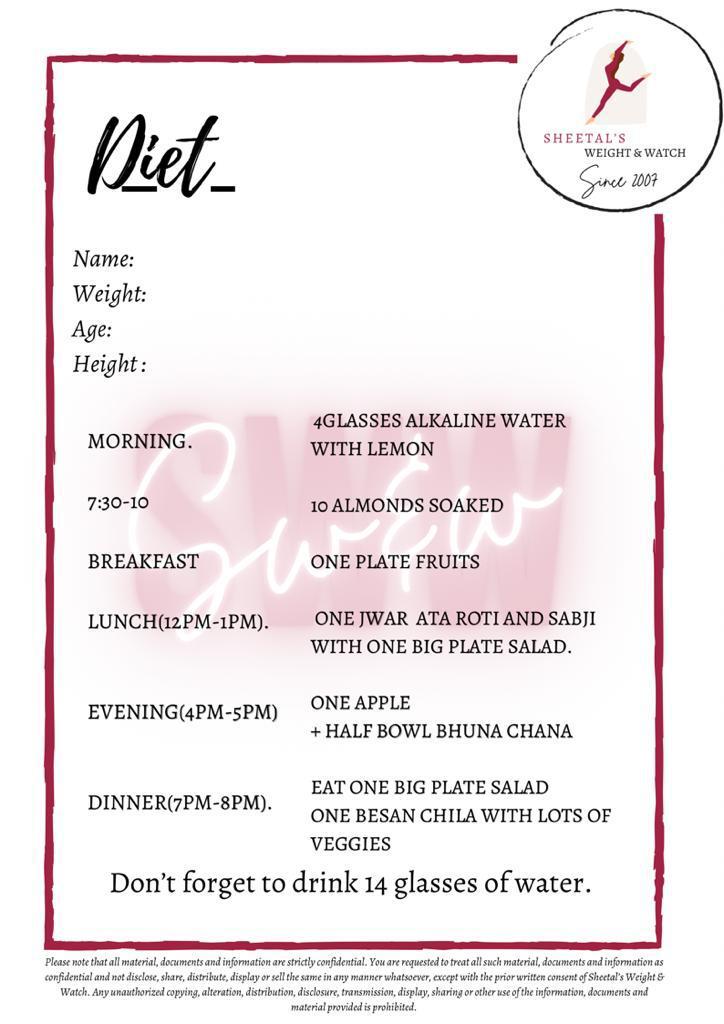 SHEETAL'S
WEIGHT & WATCH
Since 2007
Diet
Name:
Weight:
Age:
Height :
MORNING.
4GLASSES ALKALINE WATER
WITH LEMON
7:30-10
10 ALMONDS SOAKED
BREAKFAST
ONE PLATE FRUITS
LUNCH(12PM-1PM).
ONE JWAR ATA ROTI AND SABJI
WITH ONE BIG PLATE SALAD.
EVENING(4PM-5PM)
ONE APPLE
+ HALF BOWL BHUNA CHANA
DINNER(7PM-8PM).
EAT ONE BIG PLATE SALAD
ONE BESAN CHILA WITH LOTS OF
VEGGIES
SWW
Sw&w
Don't forget to drink 14 glasses of water.
Please note that all material, documents and information are strictly confidential. You are requested to treat all such material, documents and information as
confidential and not disclose, share, distribute, display or sell the same in any manner whatsoever, except with the prior written consent of Sheetal's Weight &
Watch. Any unauthorized copying, alteration, distribution, disclosure, transmission, display, sharing or other use of the information, documents and
material provided is prohibited.